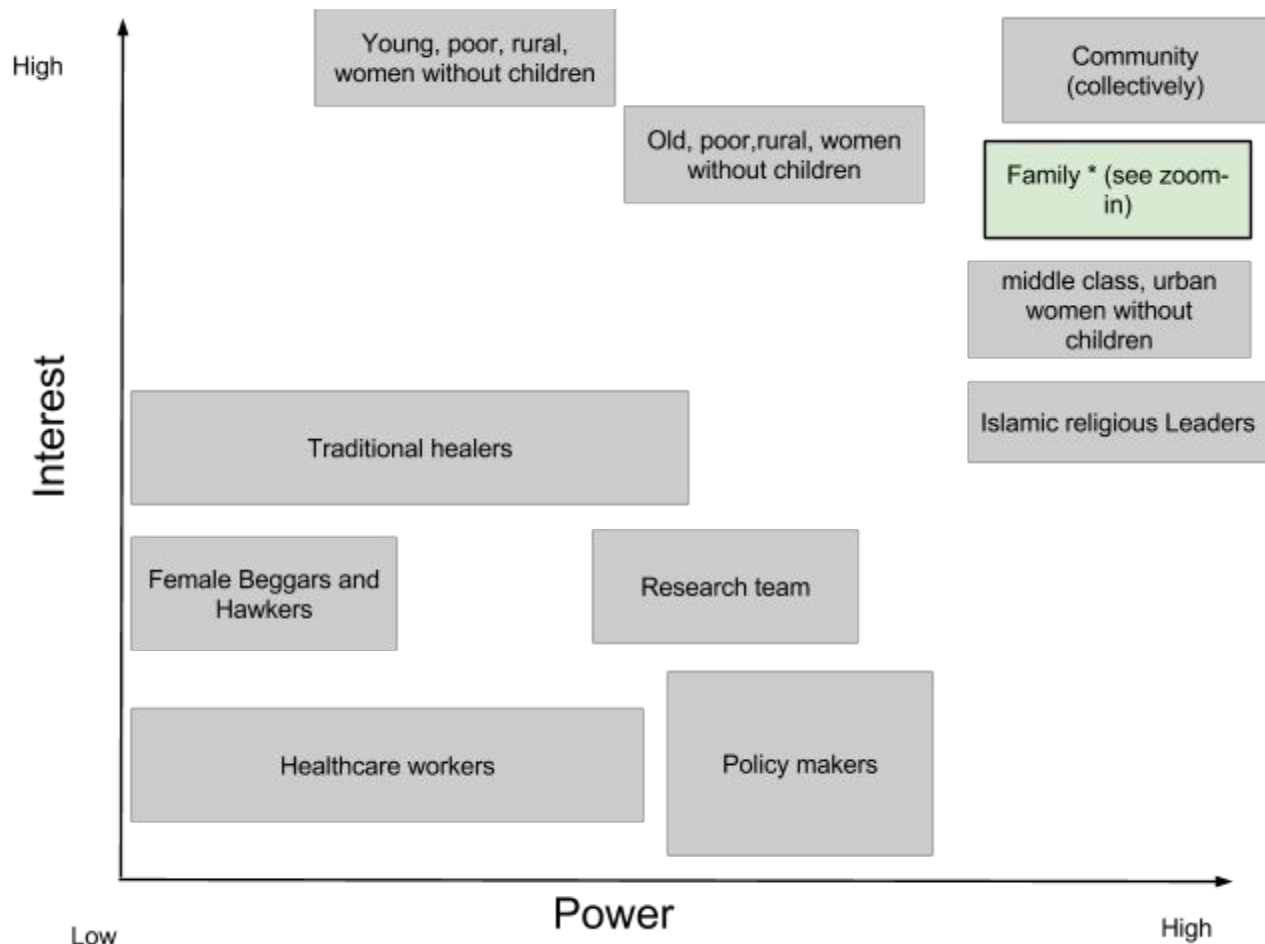 High
Young, poor, rural,
women without children
Community
(collectively)
Old, poor,rural, women
without children
Family * (see zoom-
in)
middle class, urban
women without
children
Interest
Islamic religious Leaders
Traditional healers
Female Beggars and
Hawkers
Research team
Healthcare workers
Policy makers
Power
Low
High